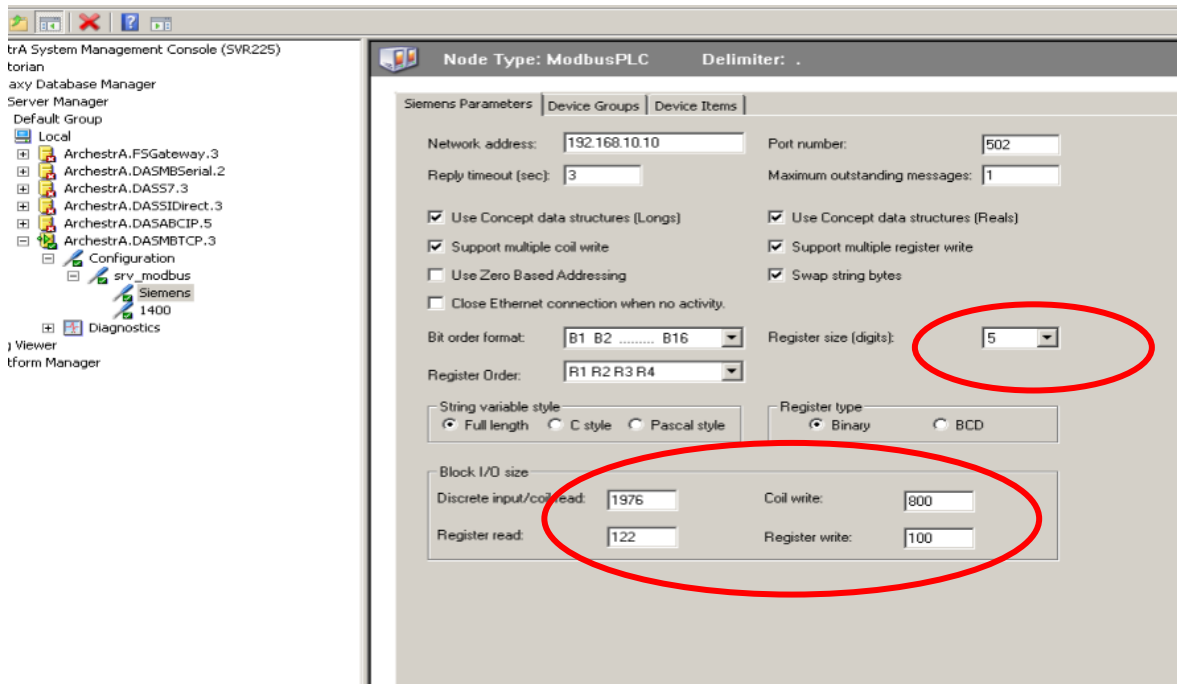 trA System Management Console (SVR225)
torian
axy Database Manager
Server Manager
Default Group
Local
ArchestrA.FSGateway.3
ArchestrA.DASMBSerial.2
ArchestrA.DASS7.3
ArchestrA.DASSIDirect.3
ArchestrA.DASABCIP.5
ArchestrA.DASMBTCP.3
Configuration
srv_modbus
Siemens
1400
Diagnostics
g Viewer
tform Manager
Node Type: ModbusPLC Delimiter: .
Siemens Parameters Device Groups Device Items
Network address: 192.168.10.10 Port number: 502
Reply timeout (sec): 3 Maximum outstanding messages: 1
Use Concept data structures (Longs) Use Concept data structures (Reals)
Support multiple coil write Support multiple register write
Use Zero Based Addressing Swap string bytes
Close Ethernet connection when no activity.
Bit order format: B1 B2 ......... B16 Register size (digits): 5
Register Order: R1 R2 R3 R4
String variable style Register type
Full length C style Pascal style Binary BCD
Block I/O size
Discrete input/coil read: 1976 Coil write: 800
Register read: 122 Register write: 100